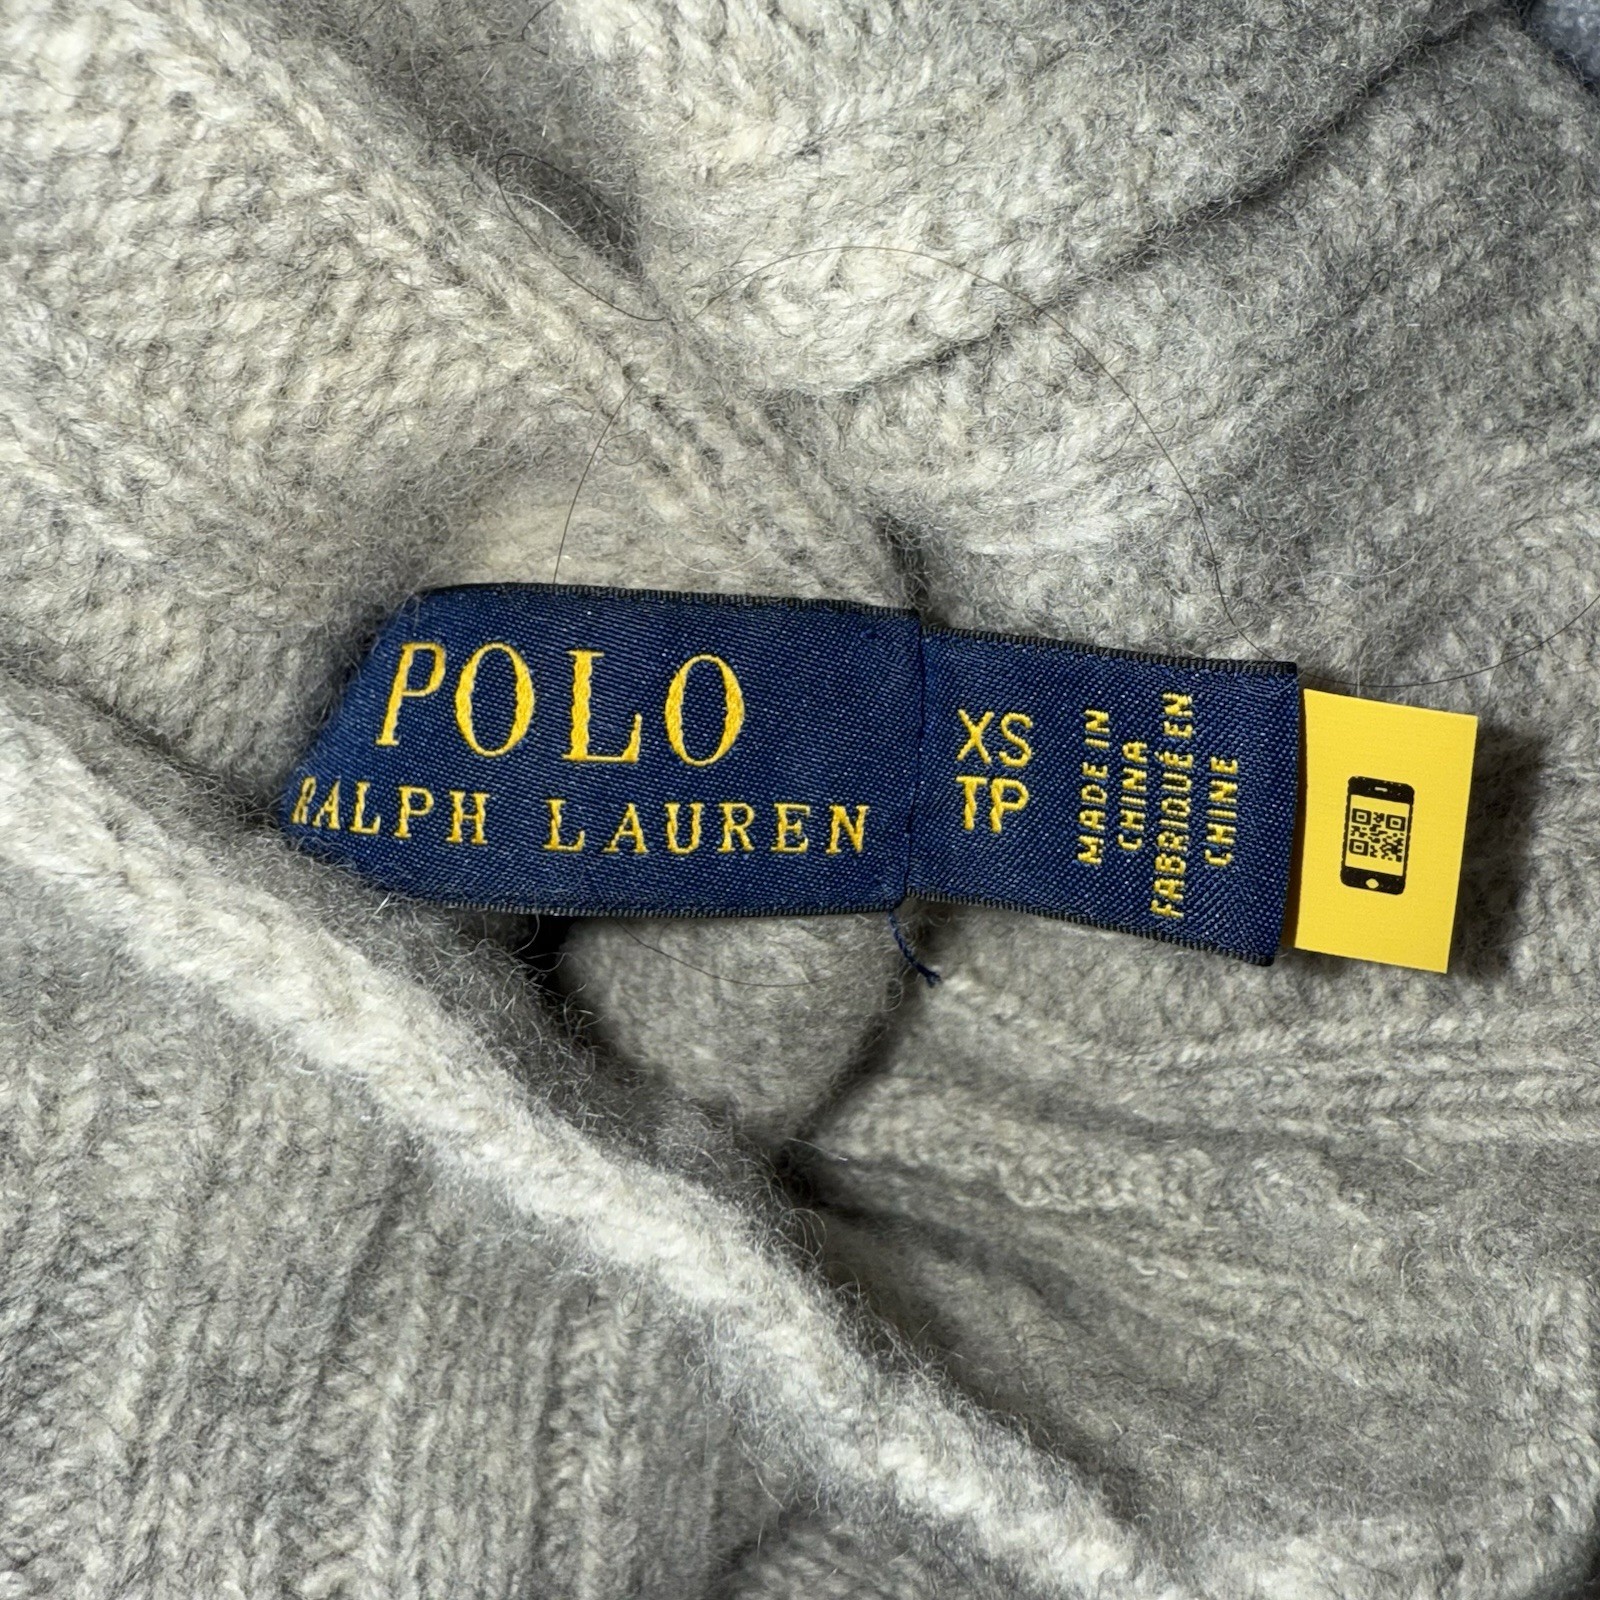 POLO
RALPH LAUREN
XS
TP
MADE IN
CHINA
FABRIQUÉ EN
CHINE